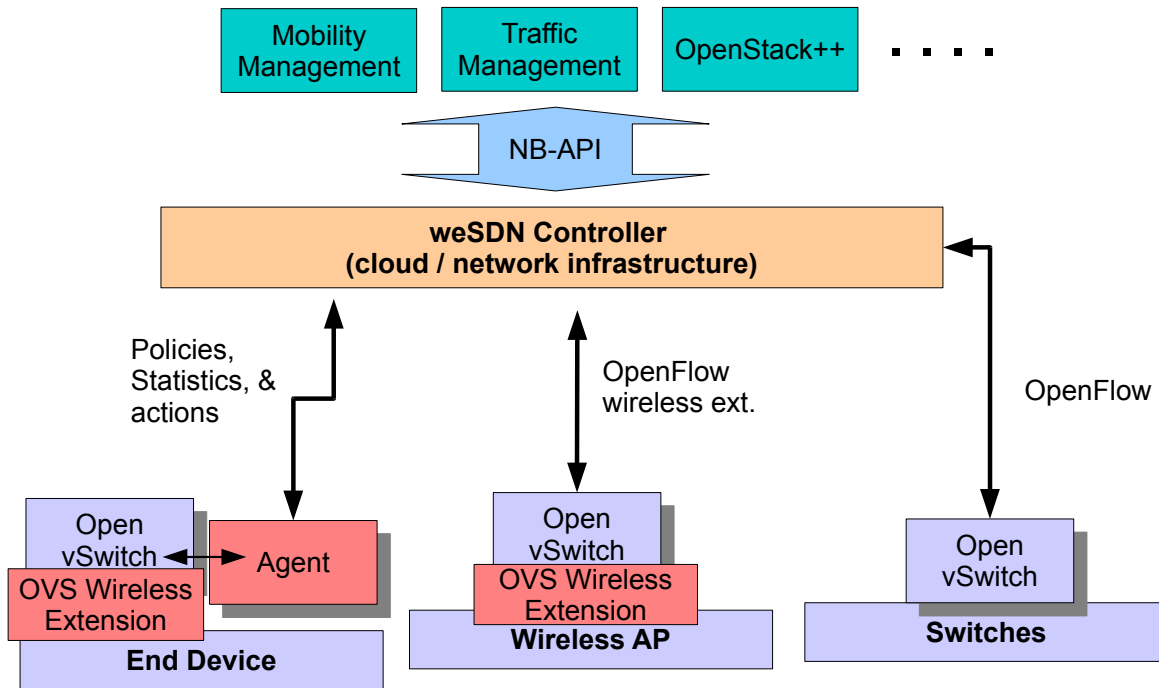 Mobility
Management
Traffic
Management
OpenStack++
NB-API
weSDN Controller
(cloud / network infrastructure)
Policies,
Statistics, &
actions
OpenFlow
wireless ext.
OpenFlow
Open
vSwitch
Agent
OVS Wireless
Extension
End Device
Open
vSwitch
OVS Wireless
Extension
Wireless AP
Open
vSwitch
Switches